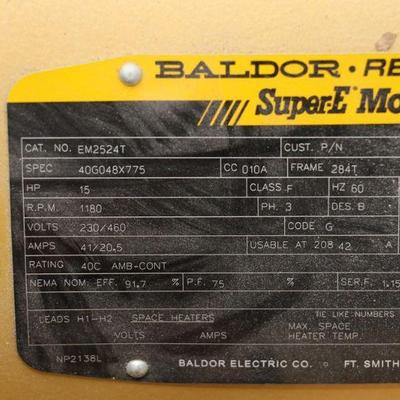 BALDOR · RE
Super-E Mo
CAT. NO. EM2524T CUST. P/N
SPEC 40G048X775 CC 010A FRAME 284T
HP 15 CLASS F HZ 60
R.P.M. 1180 PH. 3 DES. B
VOLTS 230/460 CODE G
AMPS 41/20.5 USABLE AT 208 42 A
RATING 40C AMB-CONT
NEMA NOM. EFF. 91.7 % P.F. 75 % SER.F. 1.15
LEADS H1-H2 SPACE HEATERS TIE LIKE NUMBERS
MAX. SPACE
VOLTS AMPS HEATER TEMP.
NP2138L BALDOR ELECTRIC CO. FT. SMITH